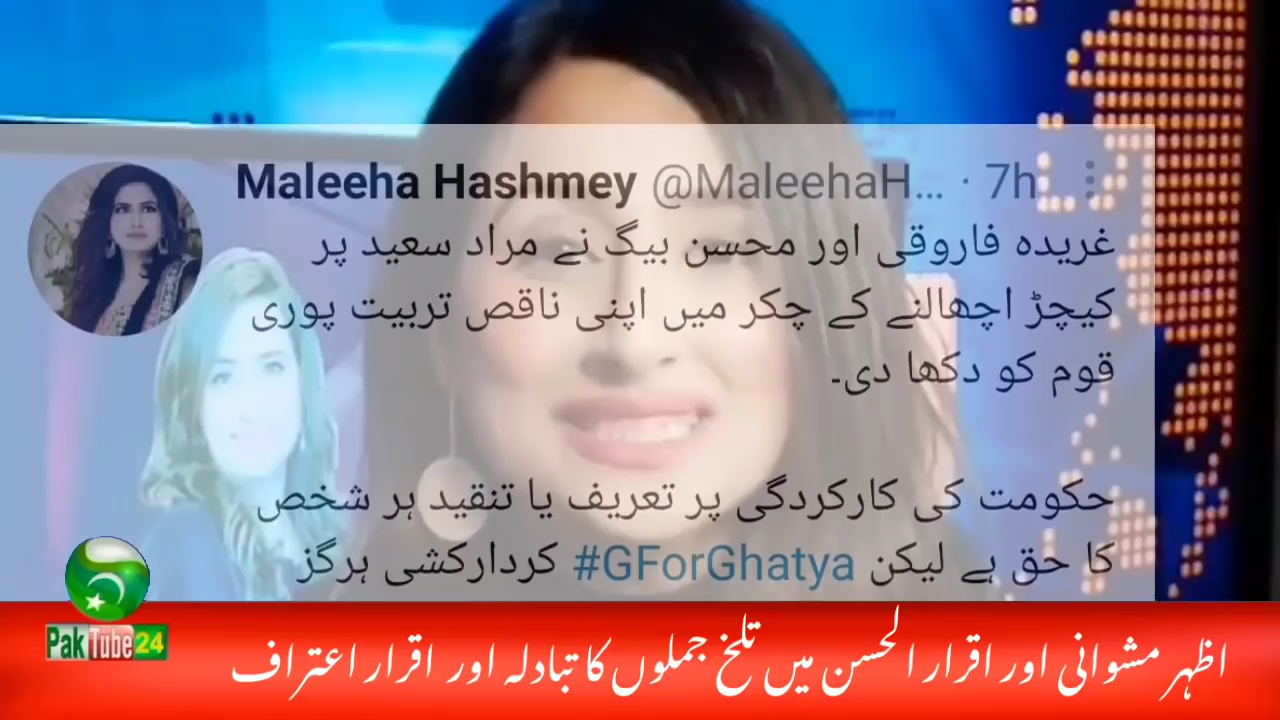 Maleeha Hashmey @MaleehaH... · 7h
غریدہ فاروقی اور محسن بیگ نے مراد سعید پر
کیچڑ اچھالنے کے چکر میں اپنی ناقص تربیت پوری
قوم کو دکھا دی۔
حکومت کی کارکردگی پر تعریف یا تنقید ہر شخص
کا حق ہے لیکن #GForGhatya کردارکشی ہرگز
PakTube24
اظہر مشوانی اور اقرار الحسن میں تلخ جملوں کا تبادلہ اور اقرار اعتراف